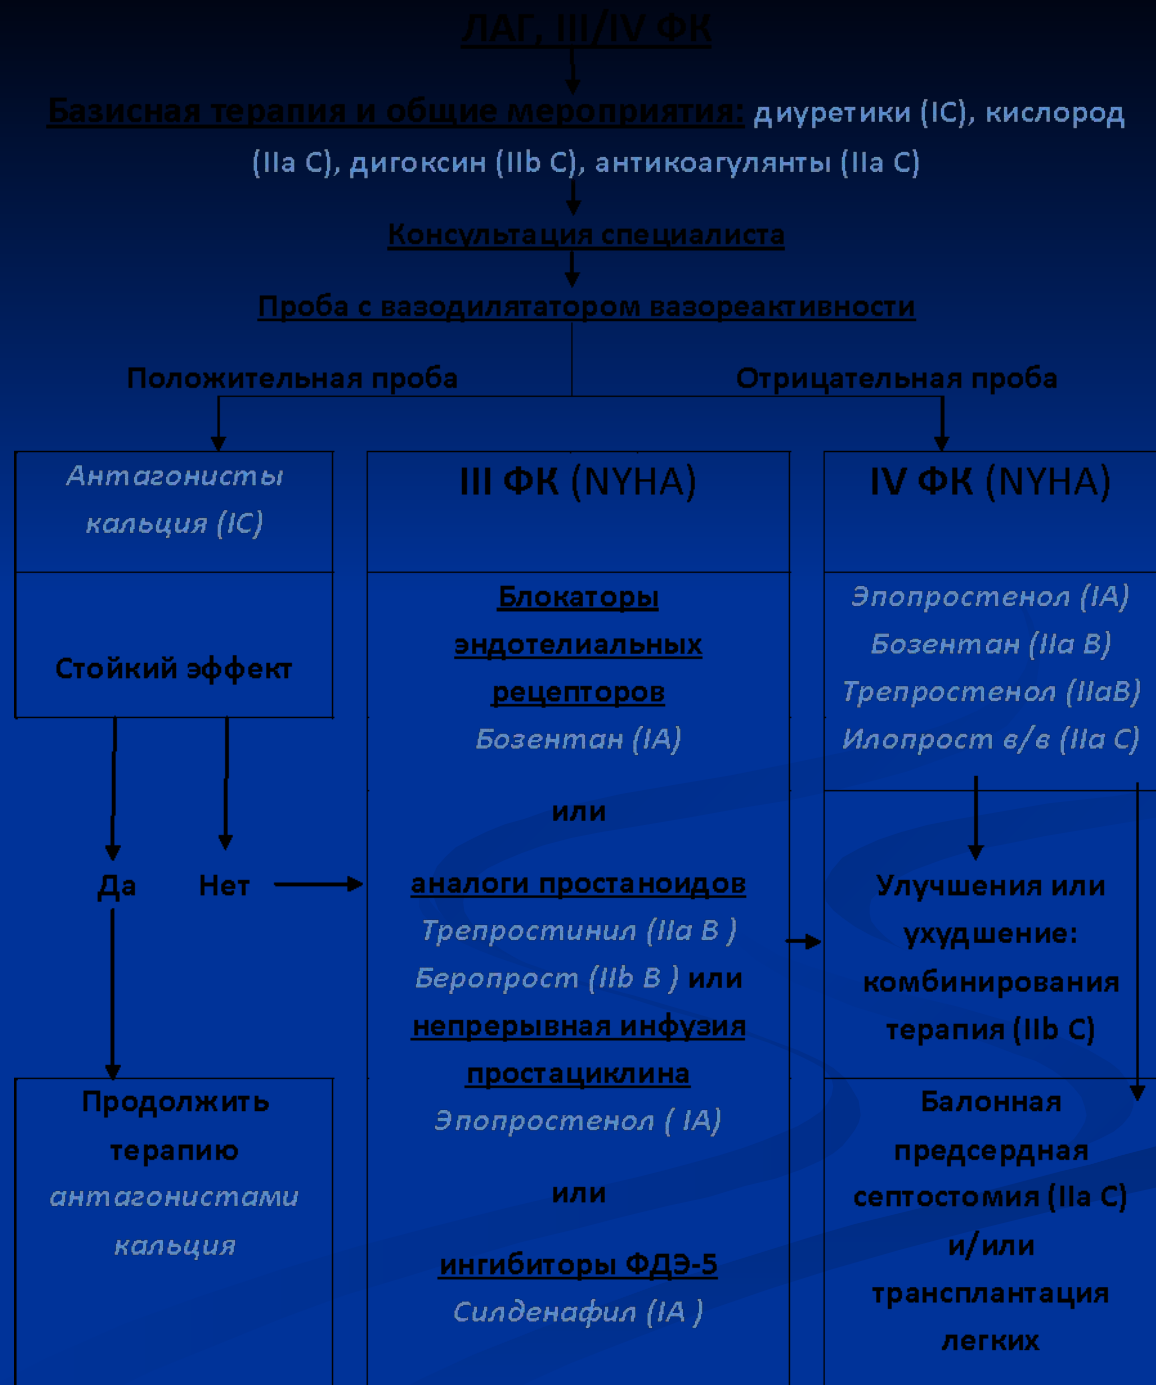 ЛАГ, III/IV ФК
Базисная терапия и общие мероприятия: диуретики (IC), кислород
(IIa C), дигоксин (IIb C), антикоагулянты (IIa C)
Консультация специалиста
Проба с вазодилятатором вазореактивности
Положительная проба
Отрицательная проба
Антагонисты
кальция (IC)
Стойкий эффект
Да
Нет
Продолжить
терапию
антагонистами
кальция
III ФК (NYHA)
Блокаторы
эндотелиальных
рецепторов
Бозентан (IA)
или
аналоги простаноидов
Трепростинил (IIa B )
Беропрост (IIb B ) или
непрерывная инфузия
простациклина
Эпопростенол ( IA)
или
ингибиторы ФДЭ-5
Силденафил (IA )
IV ФК (NYHA)
Эпопростенол (IA)
Бозентан (IIa B)
Трепростенол (IIaB)
Илопрост в/в (IIa C)
Улучшения или
ухудшение:
комбинирования
терапия (IIb C)
Балонная
предсердная
септостомия (IIa C)
и/или
трансплантация
легких